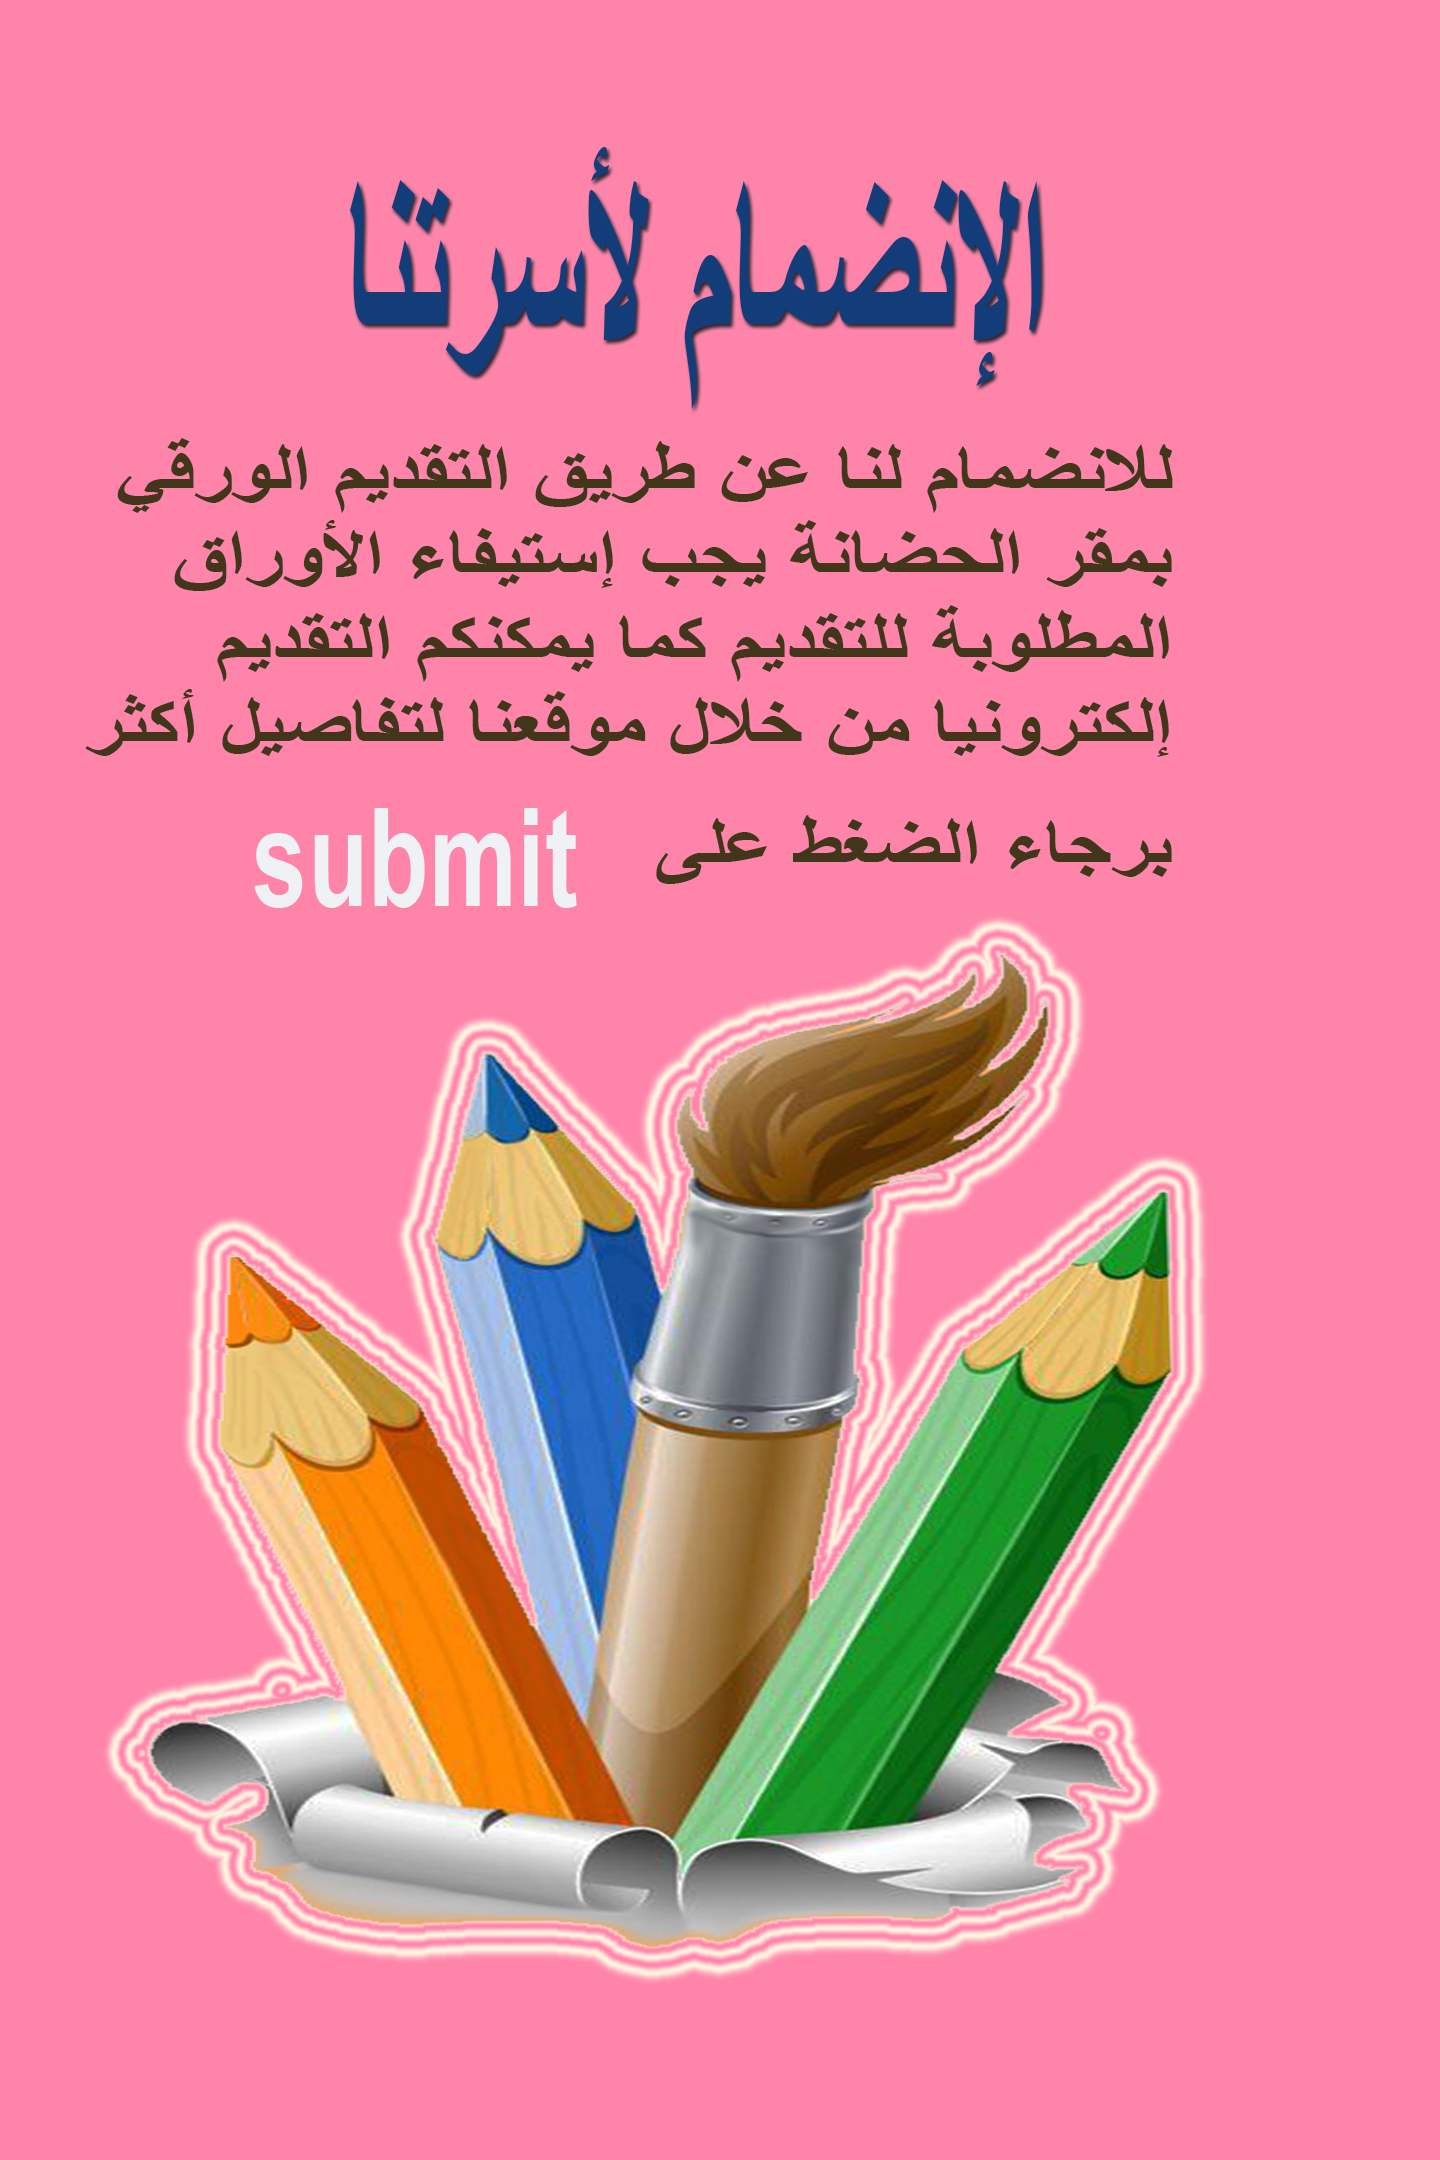 الإنضمام لأسرتنا
للانضمام لنا عن طريق التقديم الورقي
بمقر الحضانة يجب إستيفاء الأوراق
المطلوبة للتقديم كما يمكنكم التقديم
إلكترونيا من خلال موقعنا لتفاصيل أكثر
برجاء الضغط على submit